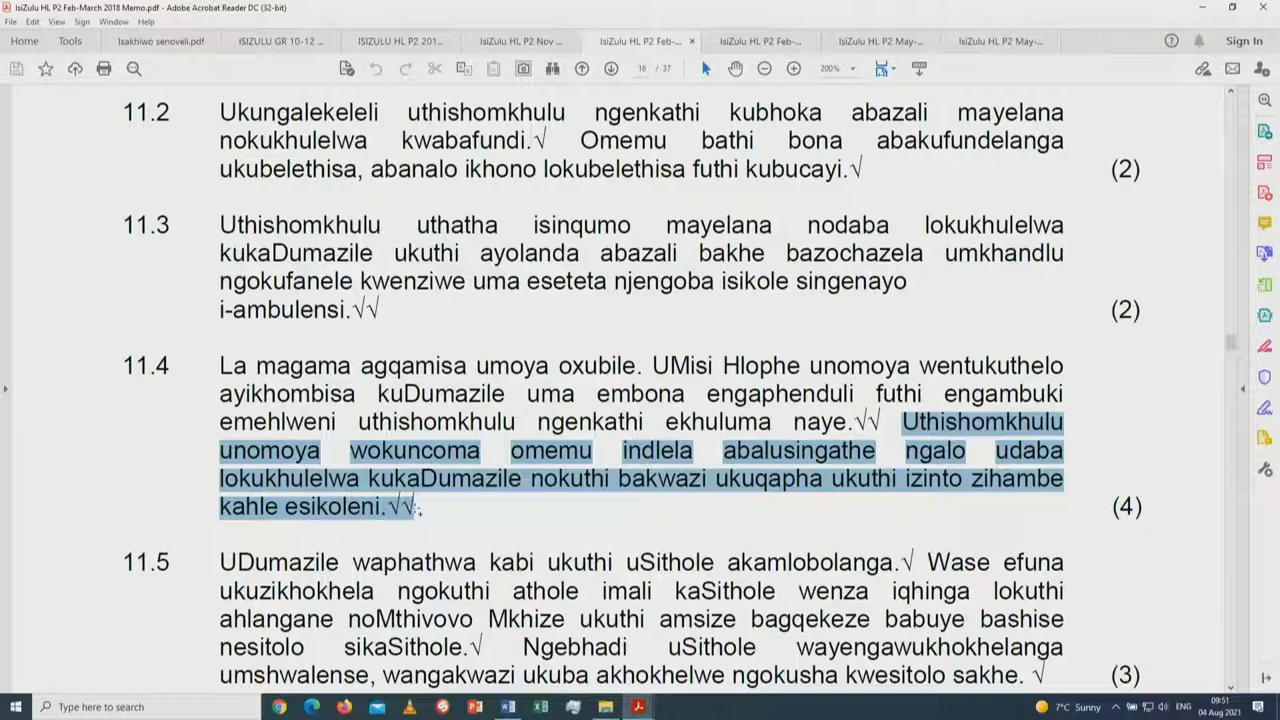 IsiZulu HL P2 Feb-March 2018 Memo.pdf - Adobe Acrobat Reader DC (32-bit)
File Edit View Sign Window Help
Home Tools Isakhiwo senoveli.pdf ISIZULU GR 10-12 ... ISIZULU HL P2 201... IsiZulu HL P2 Nov ... IsiZulu HL P2 Feb-... × IsiZulu HL P2 Feb-... IsiZulu HL P2 May-... IsiZulu HL P2 May-... Sign In
16 / 37 200%
11.2 Ukungalekeleli uthishomkhulu ngenkathi kubhoka abazali mayelana
nokukhulelwa kwabafundi.√ Omemu bathi bona abakufundelanga
ukubelethisa, abanalo ikhono lokubelethisa futhi kubucayi.√ (2)
11.3 Uthishomkhulu uthatha isinqumo mayelana nodaba lokukhulelwa
kukaDumazile ukuthi ayolanda abazali bakhe bazochazela umkhandlu
ngokufanele kwenziwe uma eseteta njengoba isikole singenayo
i-ambulensi.√√ (2)
11.4 La magama agqamisa umoya oxubile. UMisi Hlophe unomoya wentukuthelo
ayikhombisa kuDumazile uma embona engaphenduli futhi engambuki
emehlweni uthishomkhulu ngenkathi ekhuluma naye.√√ Uthishomkhulu
unomoya wokuncoma omemu indlela abalusingathe ngalo udaba
lokukhulelwa kukaDumazile nokuthi bakwazi ukuqapha ukuthi izinto zihambe
kahle esikoleni.√√ (4)
11.5 UDumazile waphathwa kabi ukuthi uSithole akamlobolanga.√ Wase efuna
ukuzikhokhela ngokuthi athole imali kaSithole wenza iqhinga lokuthi
ahlangane noMthivovo Mkhize ukuthi amsize bagqekeze babuye bashise
nesitolo sikaSithole.√ Ngebhadi uSithole wayengawukhokhelanga
umshwalense, wangakwazi ukuba akhokhelwe ngokusha kwesitolo sakhe. √ (3)
Type here to search 7°C Sunny ENG 09:51
04 Aug 2021